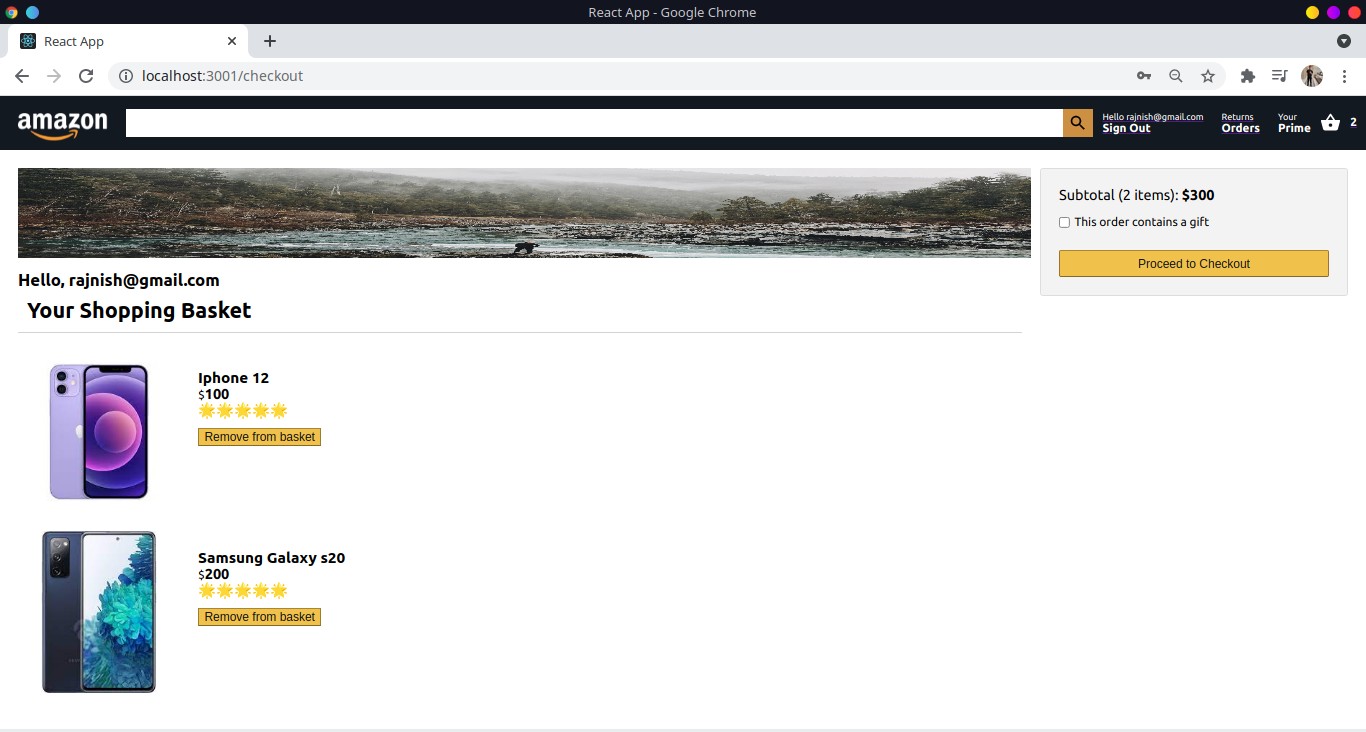 React App - Google Chrome
React App
localhost:3001/checkout
amazon
Hello rajnish@gmail.com
Sign Out
Returns
Orders
Your
Prime
2
Subtotal (2 items): $300
This order contains a gift
Proceed to Checkout
Hello, rajnish@gmail.com
Your Shopping Basket
Iphone 12
$100
Remove from basket
Samsung Galaxy s20
$200
Remove from basket